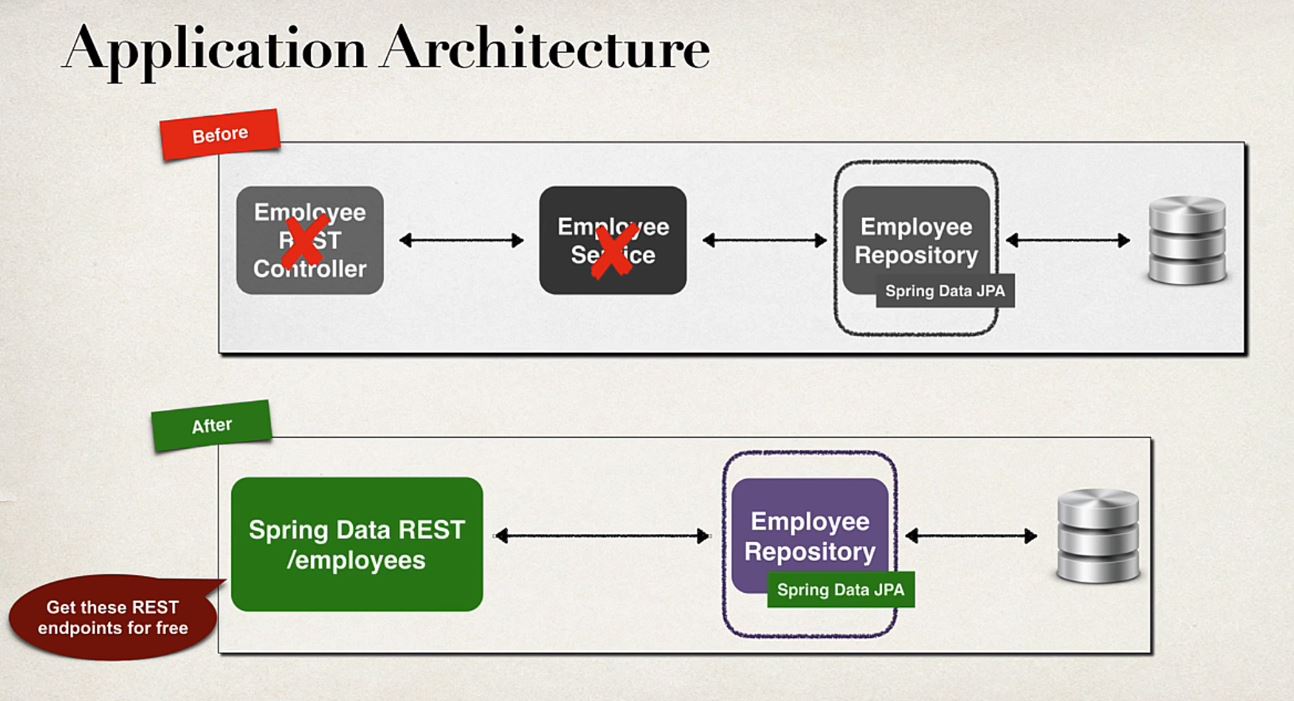 Application Architecture
Before
Employee
REST
Controller
Employee
Service
Employee
Repository
Spring Data JPA
After
Spring Data REST
/employees
Employee
Repository
Spring Data JPA
Get these REST
endpoints for free